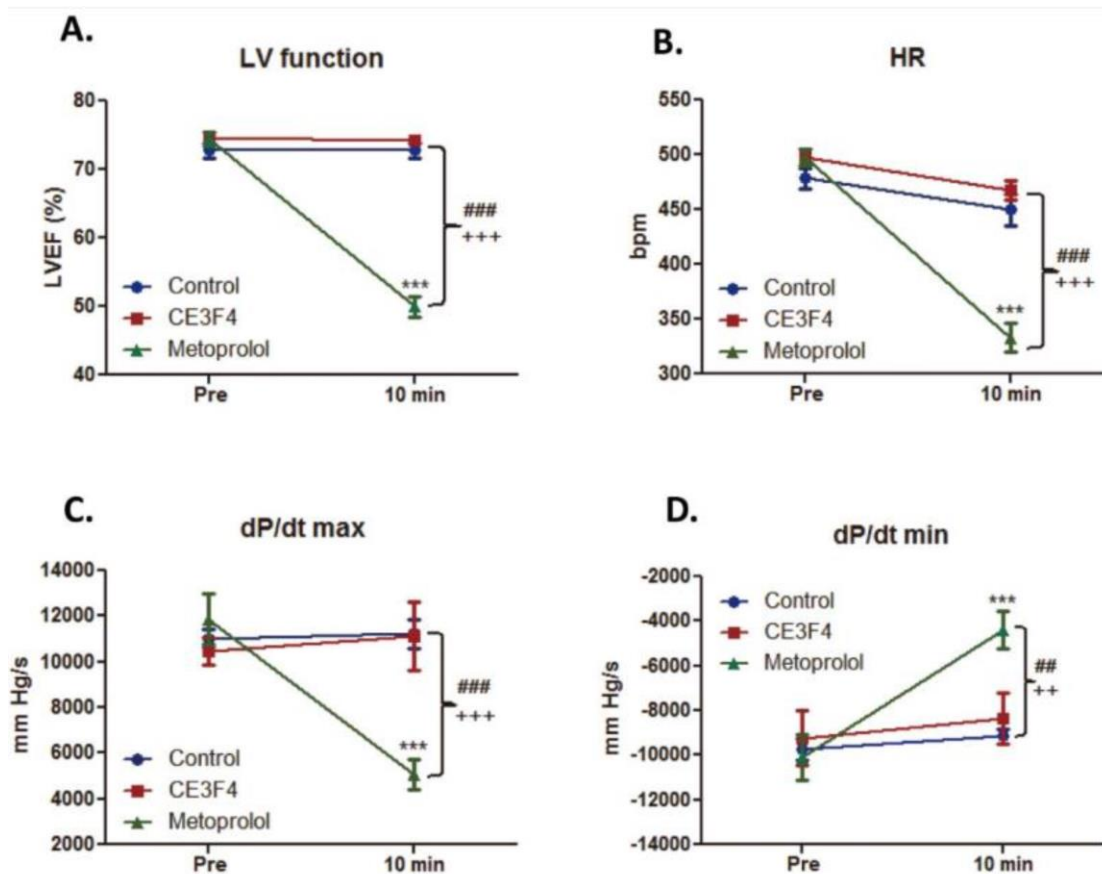 A.
LV function
LVEF (%)
80
70
60
50
40
Control
CE3F4
Metoprolol
***
###
+++
Pre
10 min
B.
HR
bpm
550
500
450
400
350
300
Control
CE3F4
Metoprolol
***
###
+++
Pre
10 min
C.
dP/dt max
mm Hg/s
14000
12000
10000
8000
6000
4000
2000
Control
CE3F4
Metoprolol
***
###
+++
Pre
10 min
D.
dP/dt min
mm Hg/s
-2000
-4000
-6000
-8000
-10000
-12000
-14000
Control
CE3F4
Metoprolol
***
##
++
Pre
10 min